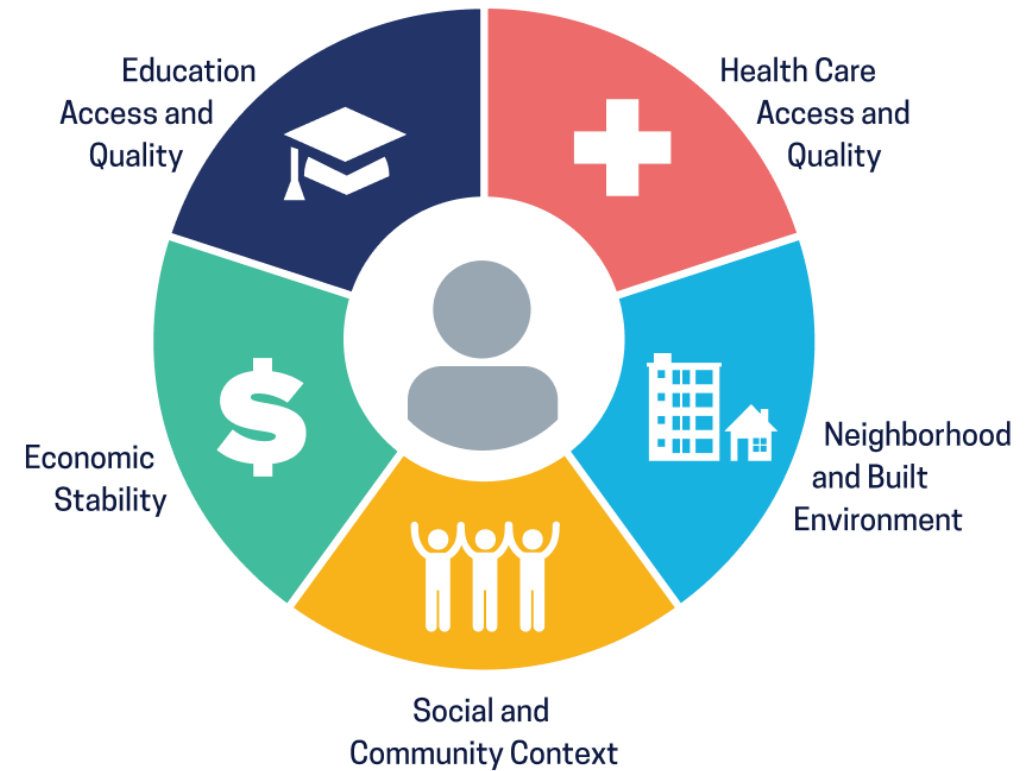 Education
Access and
Quality
Health Care
Access and
Quality
Economic
Stability
Neighborhood
and Built
Environment
Social and
Community Context